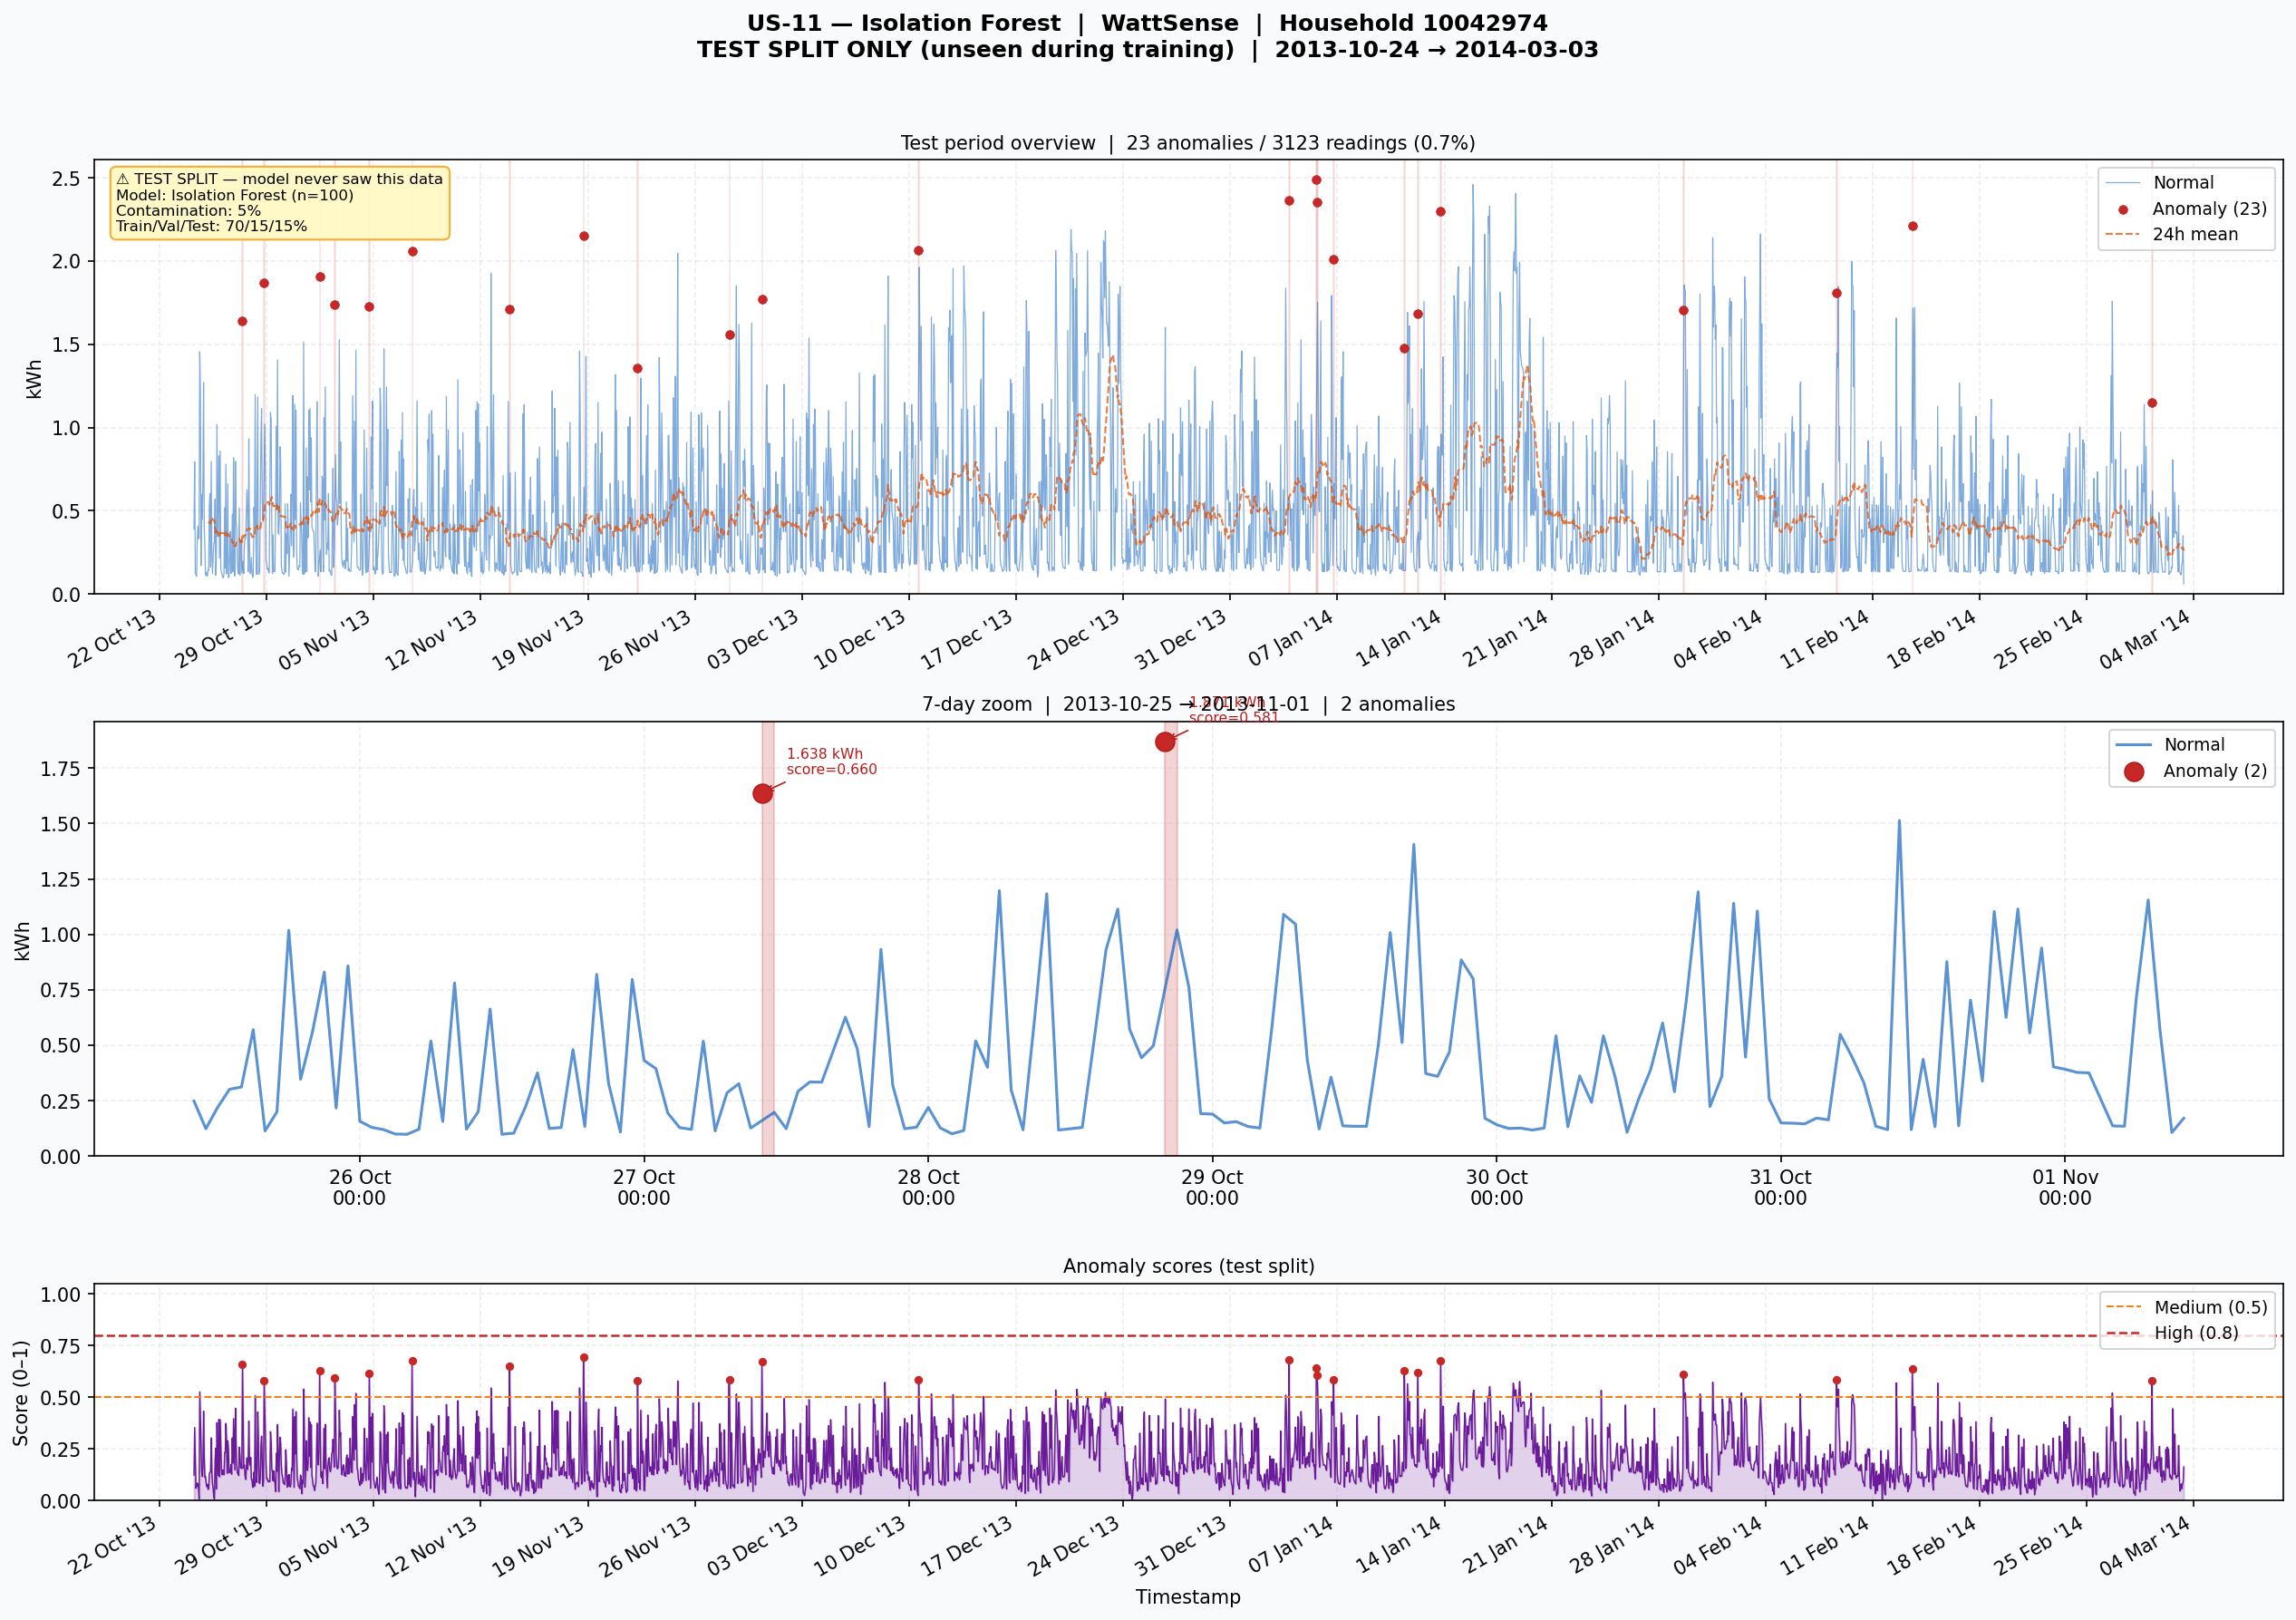 US-11 — Isolation Forest | WattSense | Household 10042974
TEST SPLIT ONLY (unseen during training) | 2013-10-24 → 2014-03-03
Test period overview | 23 anomalies / 3123 readings (0.7%)
⚠ TEST SPLIT — model never saw this data
Model: Isolation Forest (n=100)
Contamination: 5%
Train/Val/Test: 70/15/15%
Normal
Anomaly (23)
24h mean
kWh
2.5
2.0
1.5
1.0
0.5
0.0
22 Oct '13
29 Oct '13
05 Nov '13
12 Nov '13
19 Nov '13
26 Nov '13
03 Dec '13
10 Dec '13
17 Dec '13
24 Dec '13
31 Dec '13
07 Jan '14
14 Jan '14
21 Jan '14
28 Jan '14
04 Feb '14
11 Feb '14
18 Feb '14
25 Feb '14
04 Mar '14
7-day zoom | 2013-10-25 → 2013-11-01 | 2 anomalies
1.871 kWh
score=0.581
1.638 kWh
score=0.660
Normal
Anomaly (2)
kWh
1.75
1.50
1.25
1.00
0.75
0.50
0.25
0.00
26 Oct
00:00
27 Oct
00:00
28 Oct
00:00
29 Oct
00:00
30 Oct
00:00
31 Oct
00:00
01 Nov
00:00
Anomaly scores (test split)
Medium (0.5)
High (0.8)
Score (0–1)
1.00
0.75
0.50
0.25
0.00
22 Oct '13
29 Oct '13
05 Nov '13
12 Nov '13
19 Nov '13
26 Nov '13
03 Dec '13
10 Dec '13
17 Dec '13
24 Dec '13
31 Dec '13
07 Jan '14
14 Jan '14
21 Jan '14
28 Jan '14
04 Feb '14
11 Feb '14
18 Feb '14
25 Feb '14
04 Mar '14
Timestamp